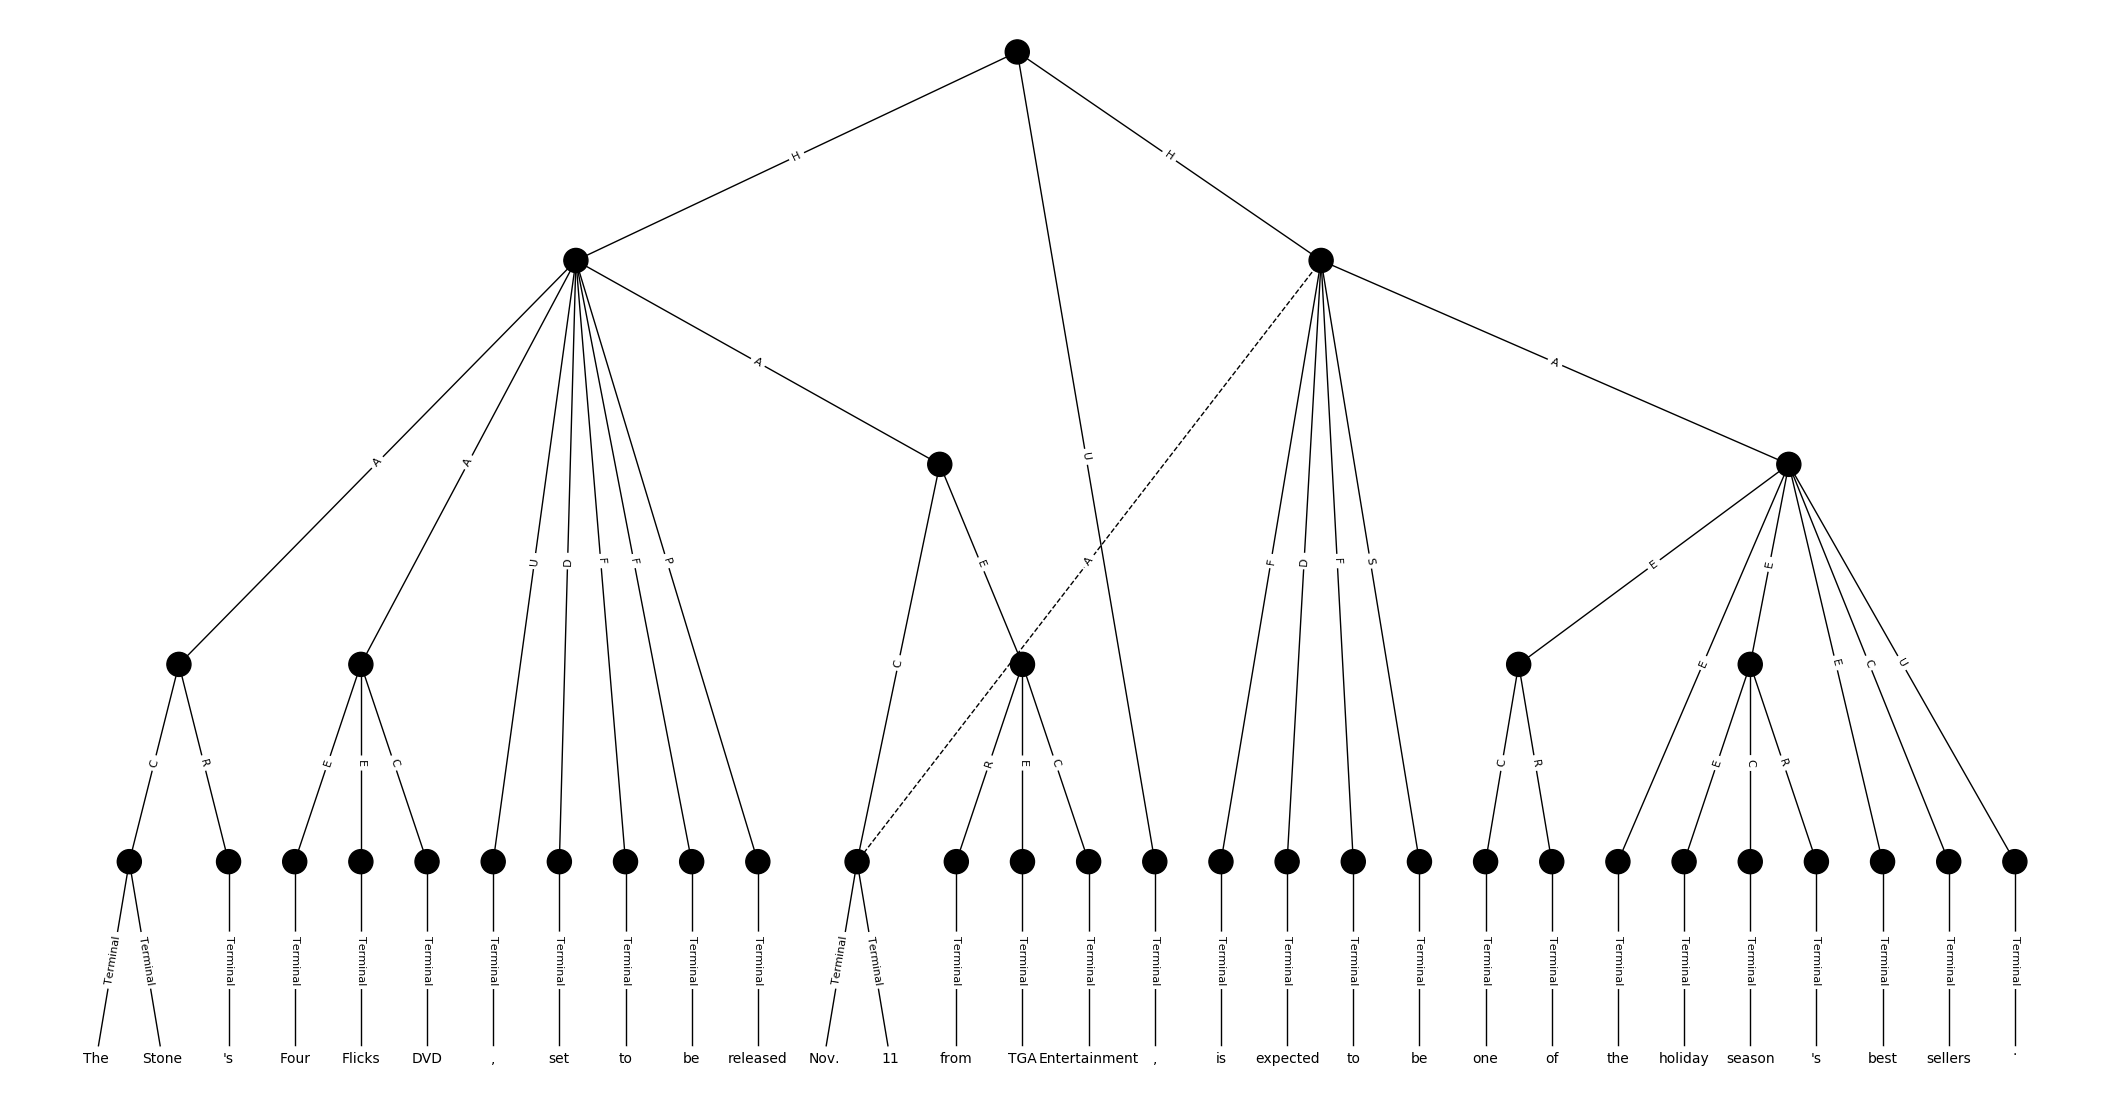 H H
A A U A
A U D F F P A F D F S E E E E C U
C E
C R E E C R E C C R E C R
Terminal Terminal Terminal Terminal Terminal Terminal Terminal Terminal Terminal Terminal Terminal Terminal Terminal Terminal Terminal Terminal Terminal Terminal Terminal Terminal Terminal Terminal Terminal Terminal Terminal Terminal Terminal Terminal Terminal Terminal
The Stone 's Four Flicks DVD , set to be released Nov. 11 from TGA Entertainment , is expected to be one of the holiday season 's best sellers .